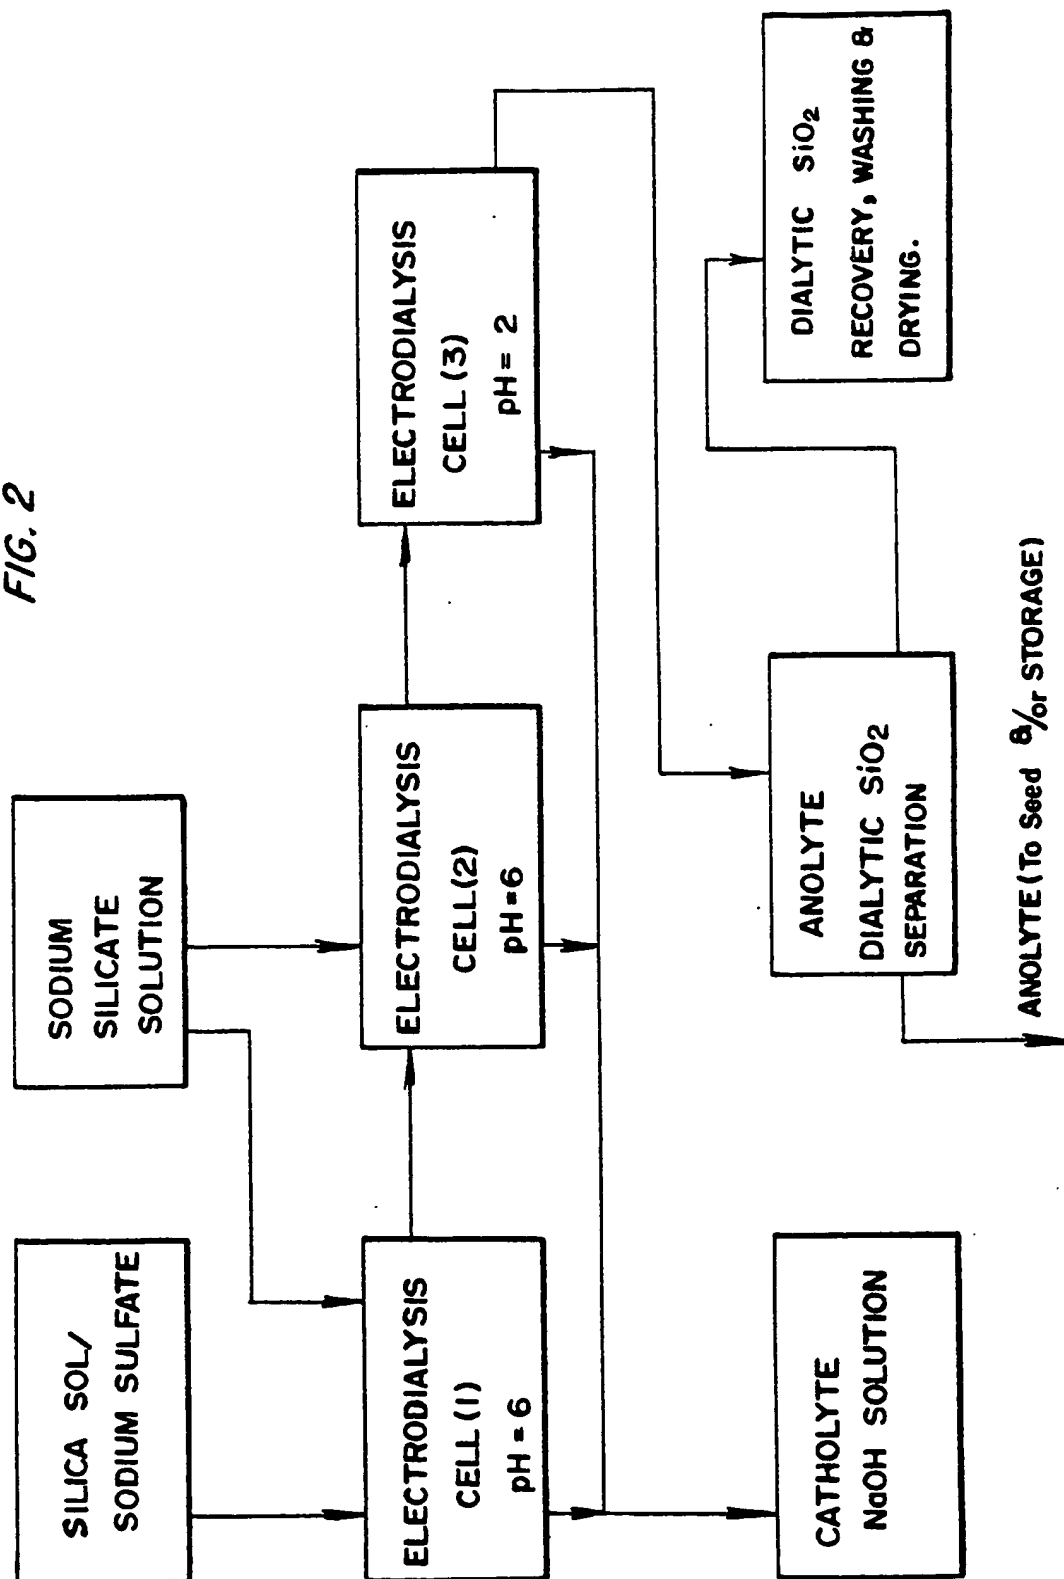 FIG. 2
SILICA SOL/
SODIUM SULFATE
SODIUM
SILICATE
SOLUTION
ELECTRODIALYSIS
CELL(1)
pH=6
ELECTRODIALYSIS
CELL(2)
pH=6
ELECTRODIALYSIS
CELL(3)
pH=2
CATHOLYTE
NaOH SOLUTION
ANOLYTE
DIALYTIC SiO2
SEPARATION
DIALYTIC SiO2
RECOVERY, WASHING &
DRYING.
ANOLYTE (To Seed &/or STORAGE)